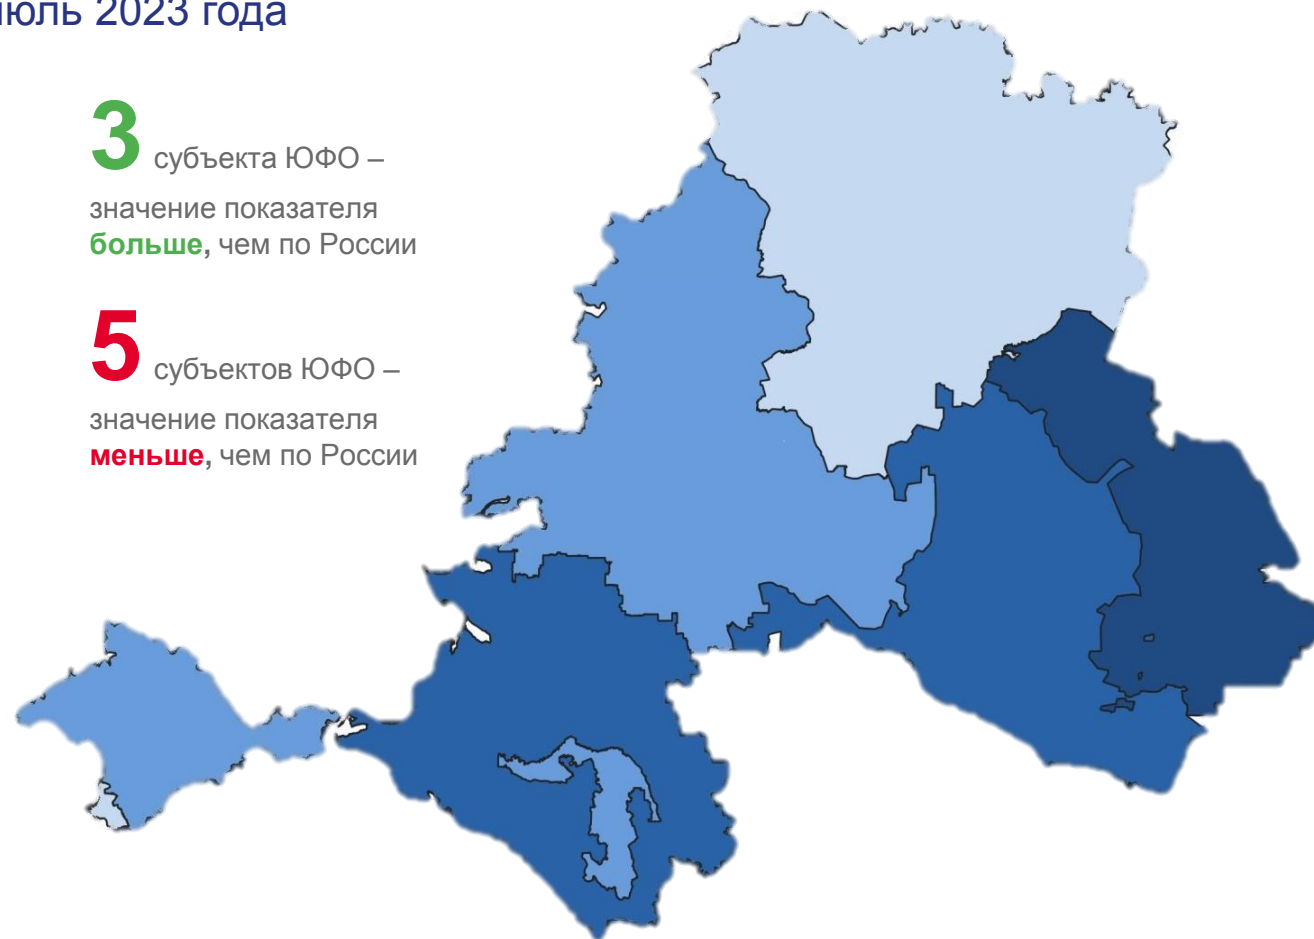 июль 2023 года
3 субъекта ЮФО –
значение показателя
больше, чем по России
5 субъектов ЮФО –
значение показателя
меньше, чем по России